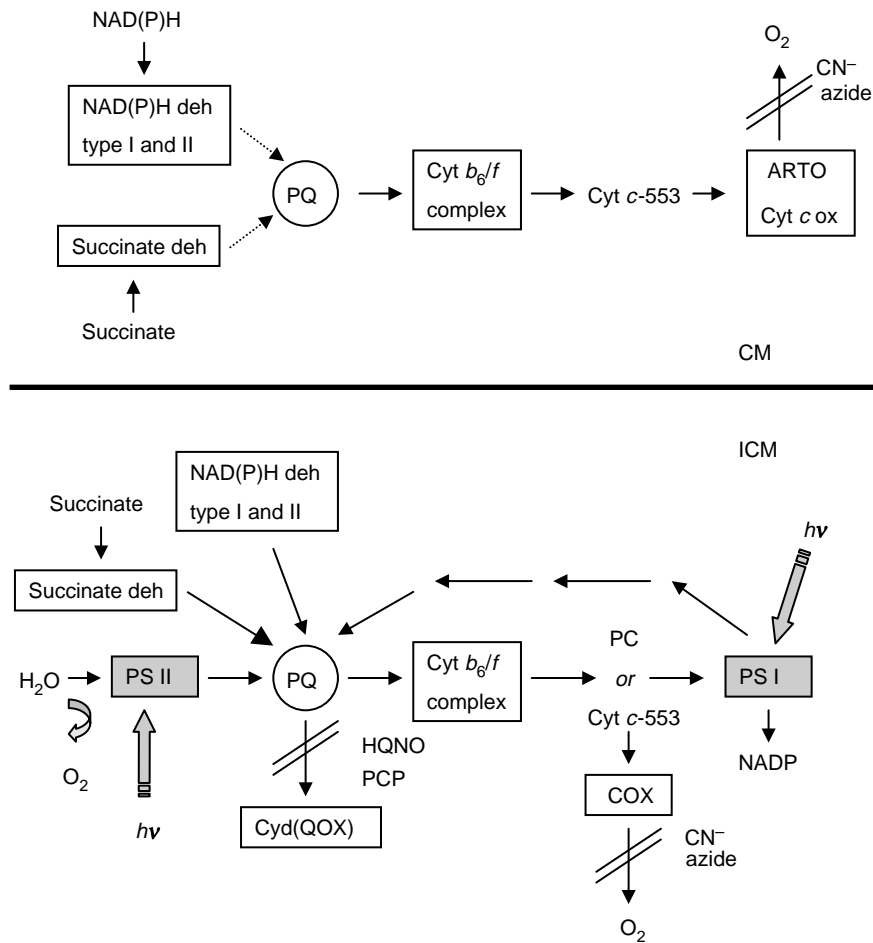 NAD(P)H
O₂
CN⁻
azide
NAD(P)H deh
type I and II
PQ
Cyt b₆/f
complex
Cyt c-553
ARTO
Cyt c ox
Succinate deh
Succinate
CM
ICM
NAD(P)H deh
type I and II
Succinate
hν
Succinate deh
H₂O
PS II
PQ
Cyt b₆/f
complex
PC
or
Cyt c-553
PS I
O₂
hν
HQNO
PCP
NADP
Cyd(QOX)
COX
CN⁻
azide
O₂